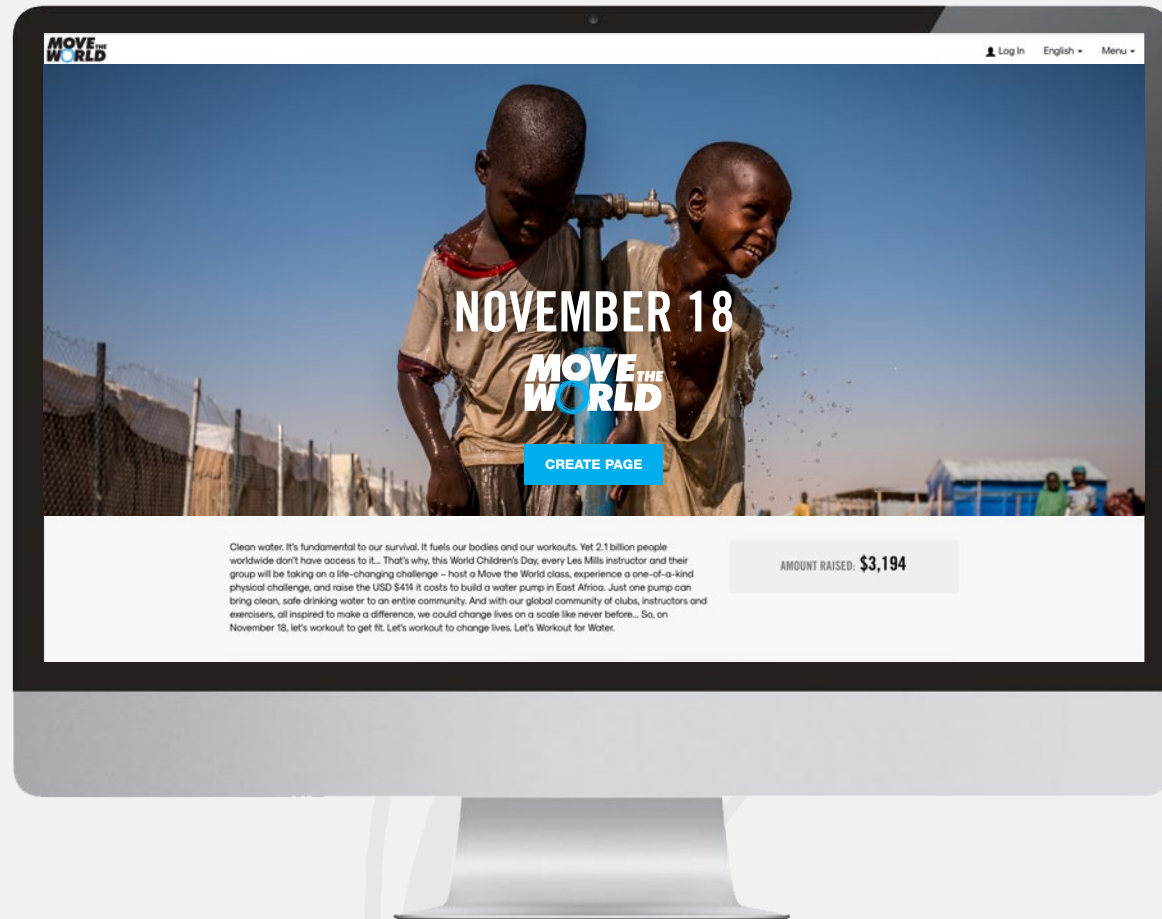 MOVE THE
WORLD
Log In English Menu
NOVEMBER 18
MOVE THE
WORLD
CREATE PAGE
Clean water. It's fundamental to our survival. It fuels our bodies and our workouts. Yet 2.1 billion people
worldwide don't have access to it... That's why, this World Children's Day, every Les Mills instructor and their
group will be taking on a life-changing challenge – host a Move the World class, experience a one-of-a-kind
physical challenge, and raise the USD $414 it costs to build a water pump in East Africa. Just one pump can
bring clean, safe drinking water to an entire community. And with our global community of clubs, instructors and
exercisers, all inspired to make a difference, we could change lives on a scale like never before... So, on
November 18, let's workout to get fit. Let's workout to change lives. Let's Workout for Water.
AMOUNT RAISED: $3,194